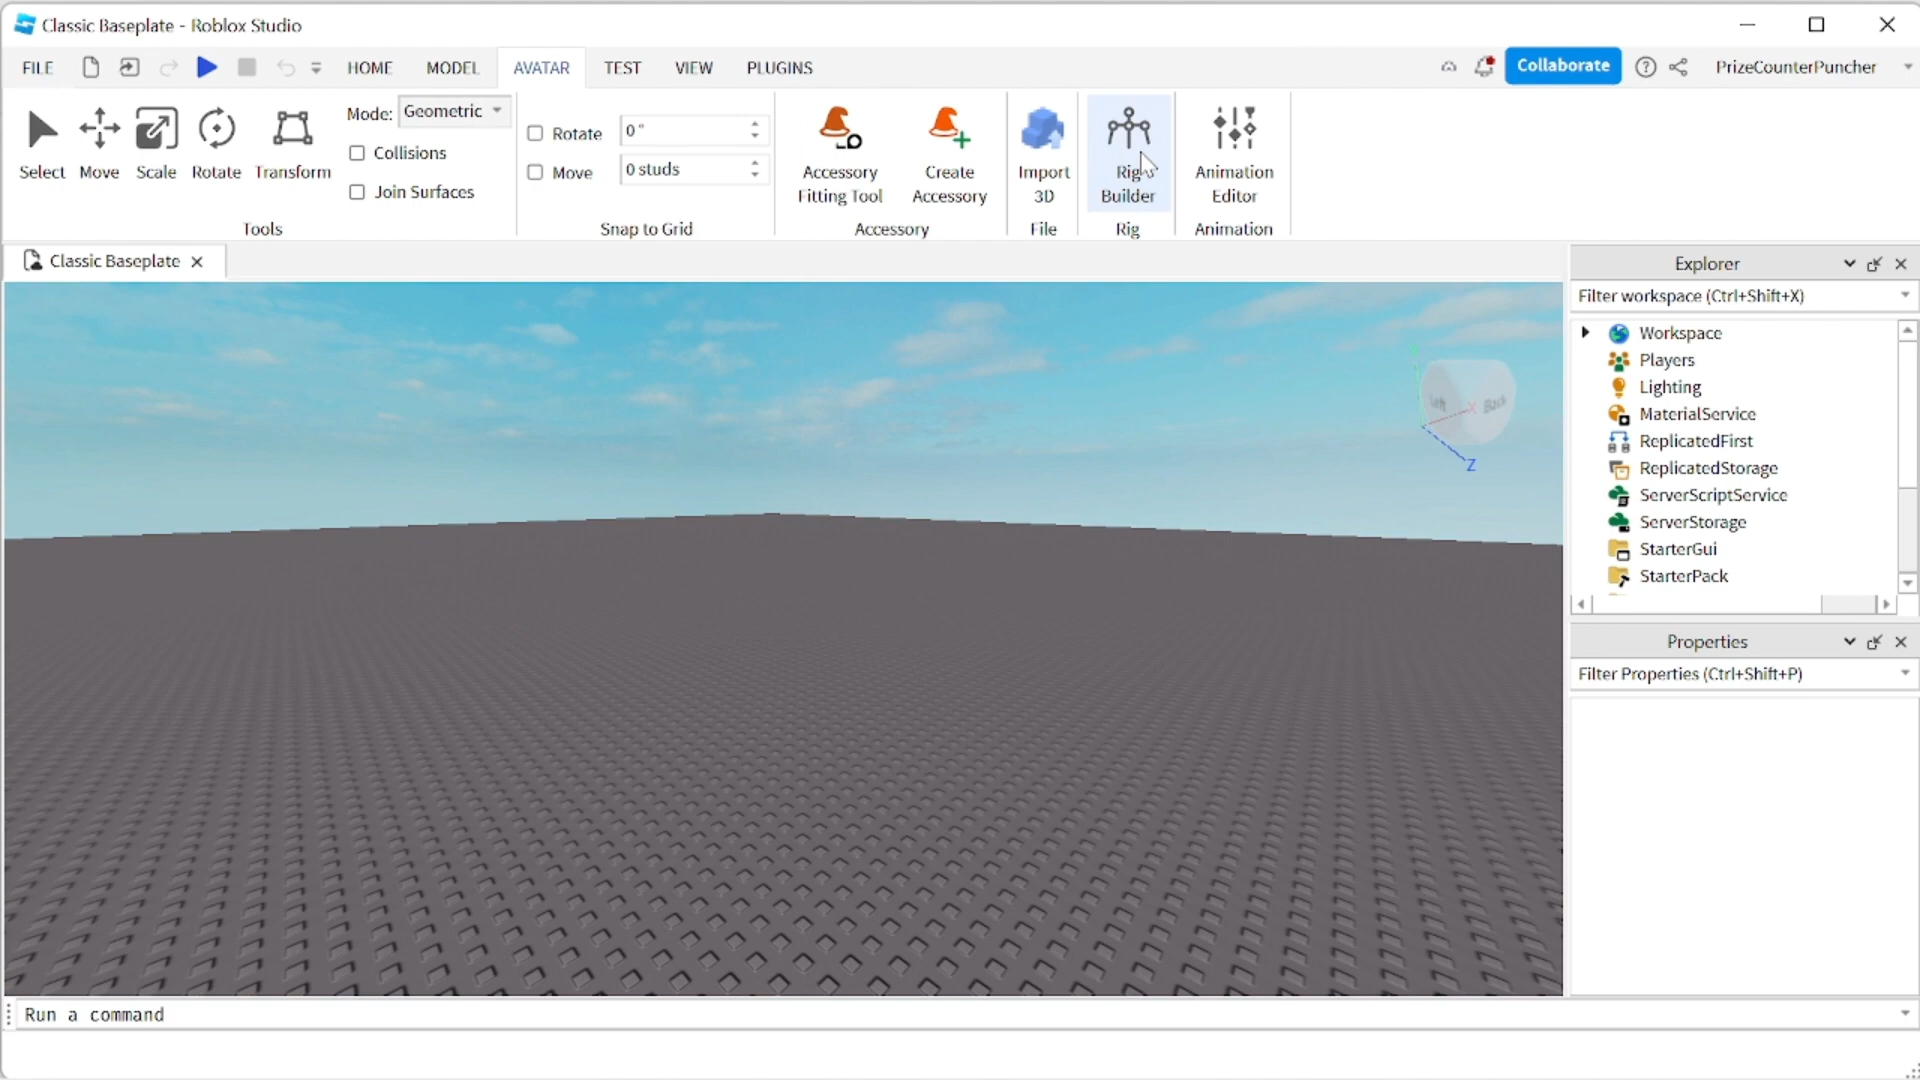 Classic Baseplate - Roblox Studio
FILE HOME MODEL AVATAR TEST VIEW PLUGINS Collaborate PrizeCounterPuncher
Select Move Scale Rotate Transform
Mode: Geometric
Collisions
Join Surfaces
Tools
Rotate 0 °
Move 0 studs
Snap to Grid
Accessory
Fitting Tool
Create
Accessory
Accessory
Import
3D
File
Rig
Builder
Rig
Animation
Editor
Animation
Classic Baseplate
Left Back
X
Z
Explorer
Filter workspace (Ctrl+Shift+X)
Workspace
Players
Lighting
MaterialService
ReplicatedFirst
ReplicatedStorage
ServerScriptService
ServerStorage
StarterGui
StarterPack
Properties
Filter Properties (Ctrl+Shift+P)
Run a command